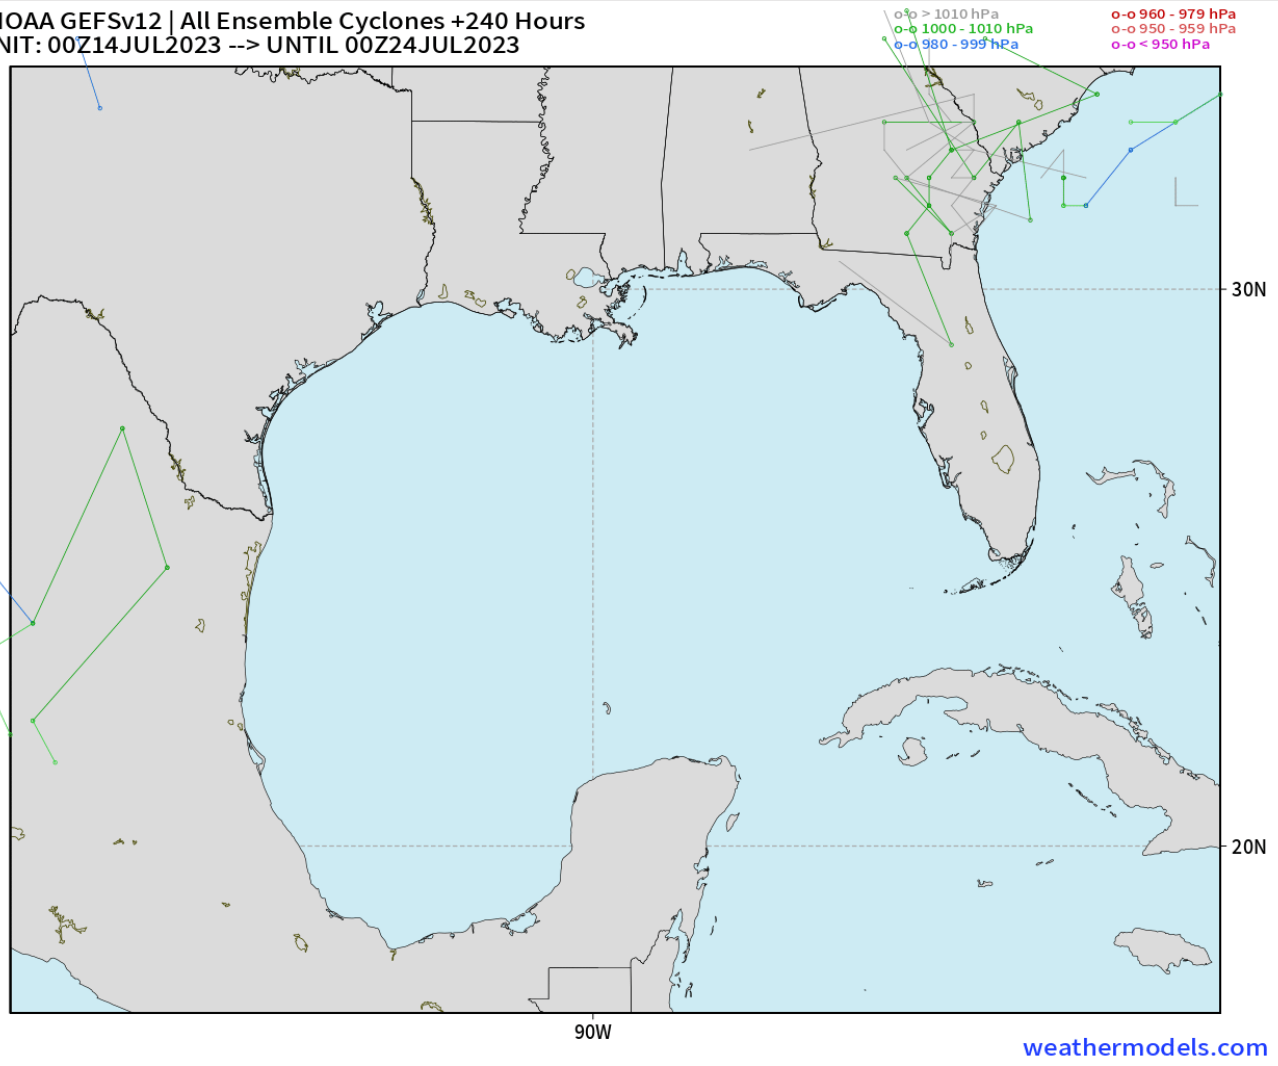 IOAA GEFSv12 | All Ensemble Cyclones +240 Hours
NIT: 00Z14JUL2023 --> UNTIL 00Z24JUL2023
o-o > 1010 hPa
o-o 1000 - 1010 hPa
o-o 980 - 999 hPa
o-o 960 - 979 hPa
o-o 950 - 959 hPa
o-o < 950 hPa
30N
20N
90W
weathermodels.com